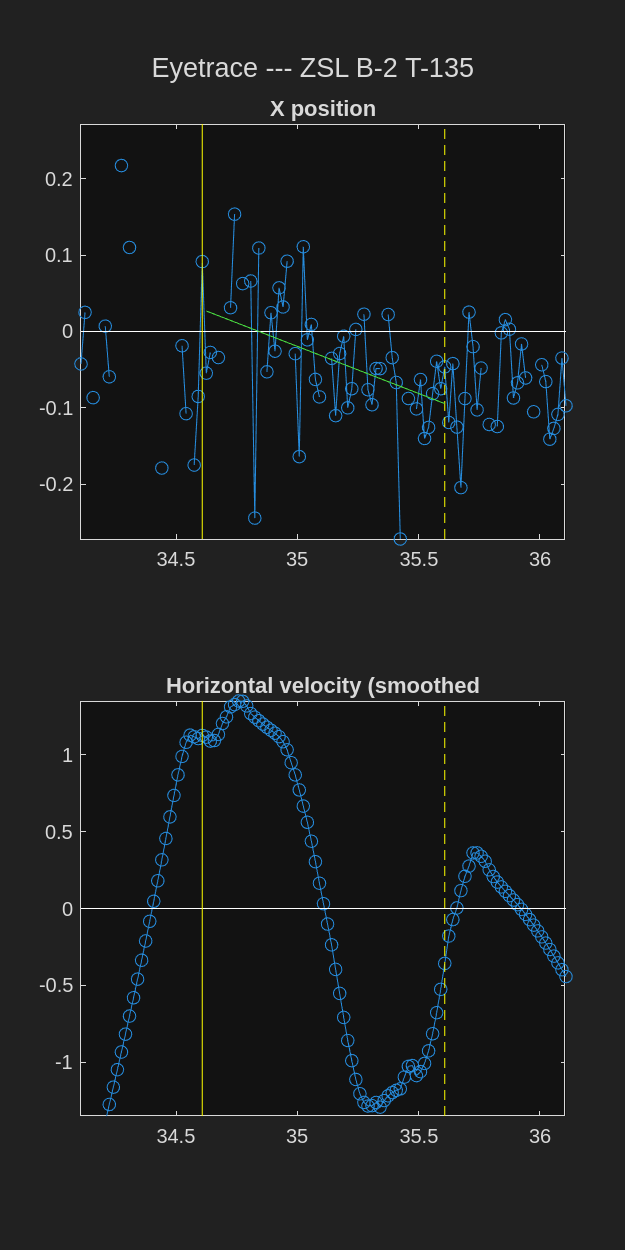 Eyetrace --- ZSL B-2 T-135
X position
0.2
0.1
0
-0.1
-0.2
34.5 35 35.5 36
Horizontal velocity (smoothed
1
0.5
0
-0.5
-1
34.5 35 35.5 36